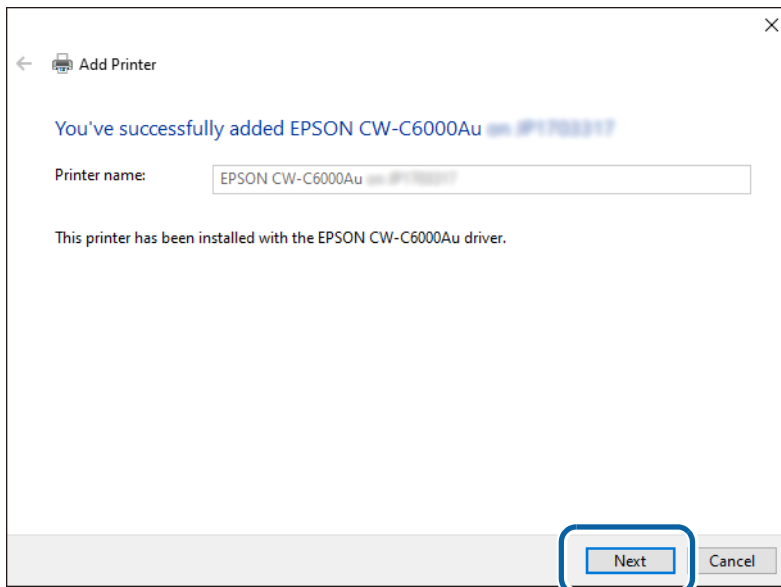 Add Printer
You've successfully added EPSON CW-C6000Au
Printer name: EPSON CW-C6000Au
This printer has been installed with the EPSON CW-C6000Au driver.
Next Cancel